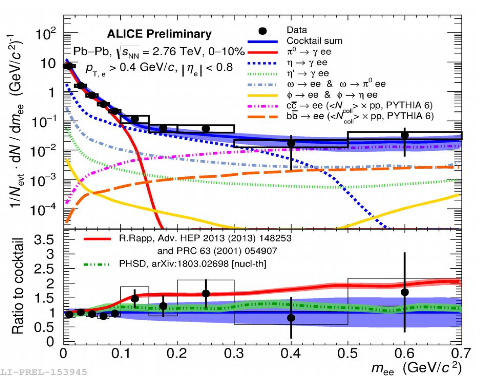 ALICE Preliminary
Pb–Pb, √sNN = 2.76 TeV, 0–10%
pT, e > 0.4 GeV/c, |ηe| < 0.8
Data
Cocktail sum
π⁰→ γ ee
η→ γ ee
η'→ γ ee
ω→ ee & ω→ π⁰ ee
φ→ ee & φ→ η ee
cc̅→ ee (<Ncoll> × pp, PYTHIA 6)
bb̅→ ee (<Ncoll> × pp, PYTHIA 6)
1/Nevt · dN / dmee (GeV/c²)⁻¹
10²
10
1
10⁻¹
10⁻²
10⁻³
10⁻⁴
R.Rapp, Adv. HEP 2013 (2013) 148253
and PRC 63 (2001) 054907
PHSD, arXiv:1803.02698 [nucl-th]
Ratio to cocktail
3.5
3
2.5
2
1.5
1
0.5
0
0 0.1 0.2 0.3 0.4 0.5 0.6 0.7
mee (GeV/c²)
LI-PREL-153945